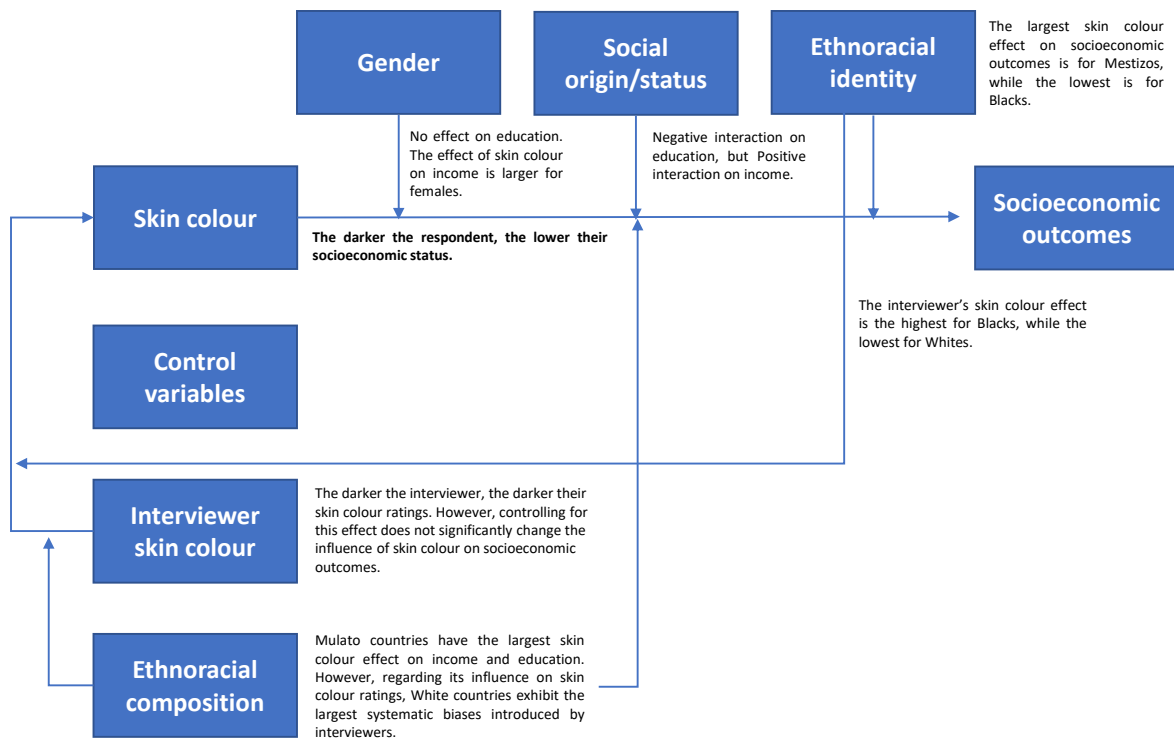 Gender
Social
origin/status
Ethnoracial
identity
The largest skin colour
effect on socioeconomic
outcomes is for Mestizos,
while the lowest is for
Blacks.
No effect on education.
The effect of skin colour
on income is larger for
females.
Negative interaction on
education, but Positive
interaction on income.
Skin colour
Socioeconomic
outcomes
The darker the respondent, the lower their
socioeconomic status.
The interviewer's skin colour effect
is the highest for Blacks, while the
lowest for Whites.
Control
variables
Interviewer
skin colour
The darker the interviewer, the darker their
skin colour ratings. However, controlling for
this effect does not significantly change the
influence of skin colour on socioeconomic
outcomes.
Ethnoracial
composition
Mulato countries have the largest skin
colour effect on income and education.
However, regarding its influence on skin
colour ratings, White countries exhibit the
largest systematic biases introduced by
interviewers.